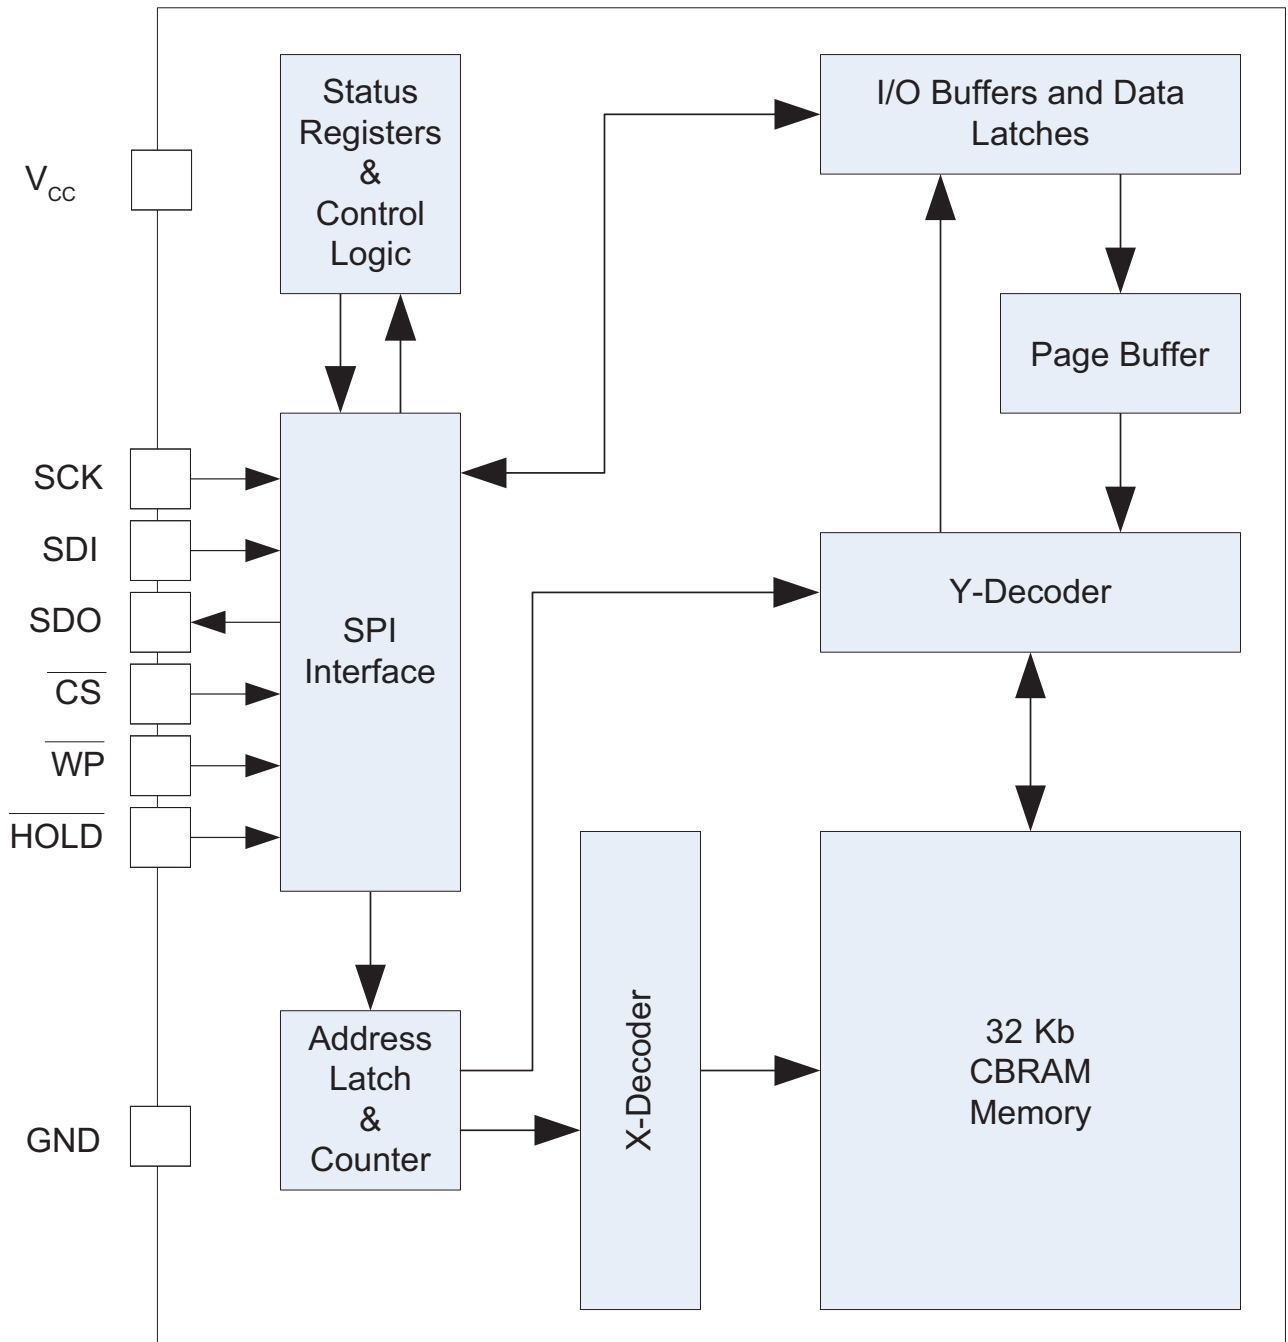 Status
Registers
&
Control
Logic
I/O Buffers and Data
Latches
VCC
Page Buffer
SCK
SDI
SDO
CS
WP
HOLD
SPI
Interface
Y-Decoder
Address
Latch
&
Counter
X-Decoder
32 Kb
CBRAM
Memory
GND